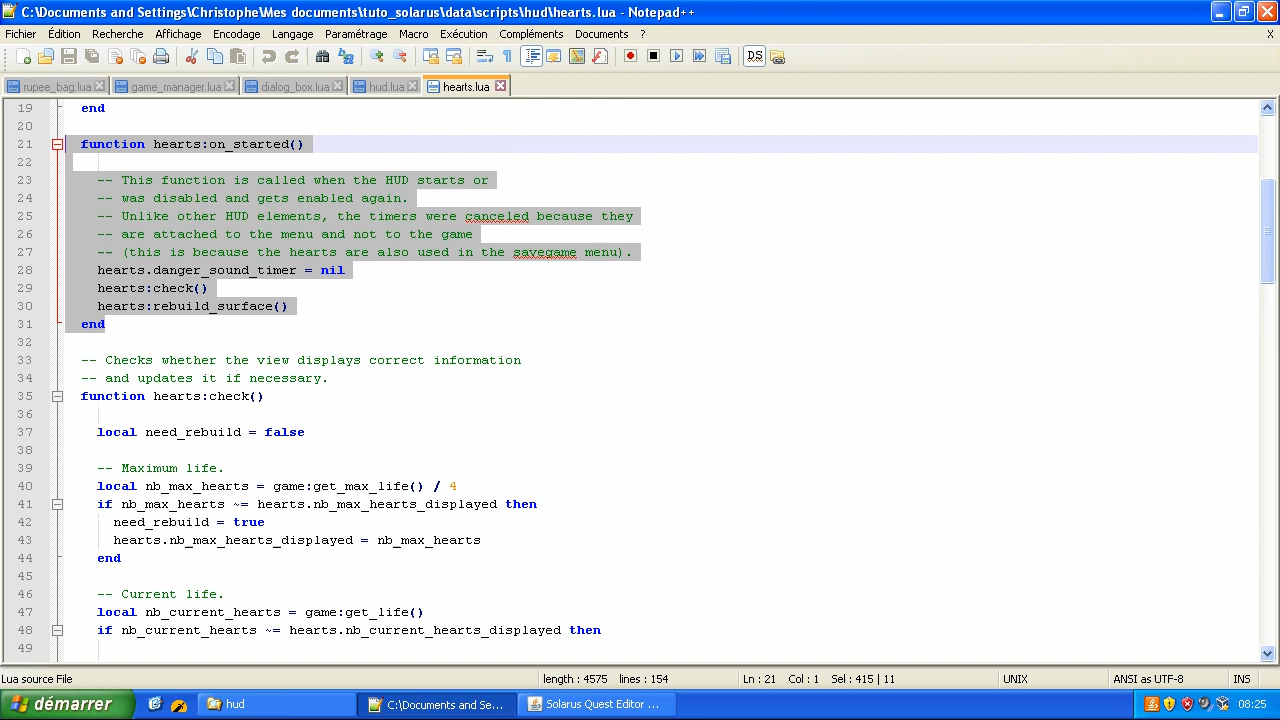 C:\Documents and Settings\Christophe\Mes documents\tuto_solarus\data\scripts\hud\hearts.lua - Notepad++
Fichier Édition Recherche Affichage Encodage Langage Paramétrage Macro Exécution Compléments Documents ? X
rupee_bag.lua game_manager.lua dialog_box.lua hud.lua hearts.lua
19 end
20
21 function hearts:on_started()
22
23 -- This function is called when the HUD starts or
24 -- was disabled and gets enabled again.
25 -- Unlike other HUD elements, the timers were canceled because they
26 -- are attached to the menu and not to the game
27 -- (this is because the hearts are also used in the savegame menu).
28 hearts.danger_sound_timer = nil
29 hearts:check()
30 hearts:rebuild_surface()
31 end
32
33 -- Checks whether the view displays correct information
34 -- and updates it if necessary.
35 function hearts:check()
36
37 local need_rebuild = false
38
39 -- Maximum life.
40 local nb_max_hearts = game:get_max_life() / 4
41 if nb_max_hearts ~= hearts.nb_max_hearts_displayed then
42 need_rebuild = true
43 hearts.nb_max_hearts_displayed = nb_max_hearts
44 end
45
46 -- Current life.
47 local nb_current_hearts = game:get_life()
48 if nb_current_hearts ~= hearts.nb_current_hearts_displayed then
49
Lua source File length : 4575 lines : 154 Ln : 21 Col : 1 Sel : 415 | 11 UNIX ANSI as UTF-8 INS
démarrer hud C:\Documents and Se... Solarus Quest Editor ... 08:25